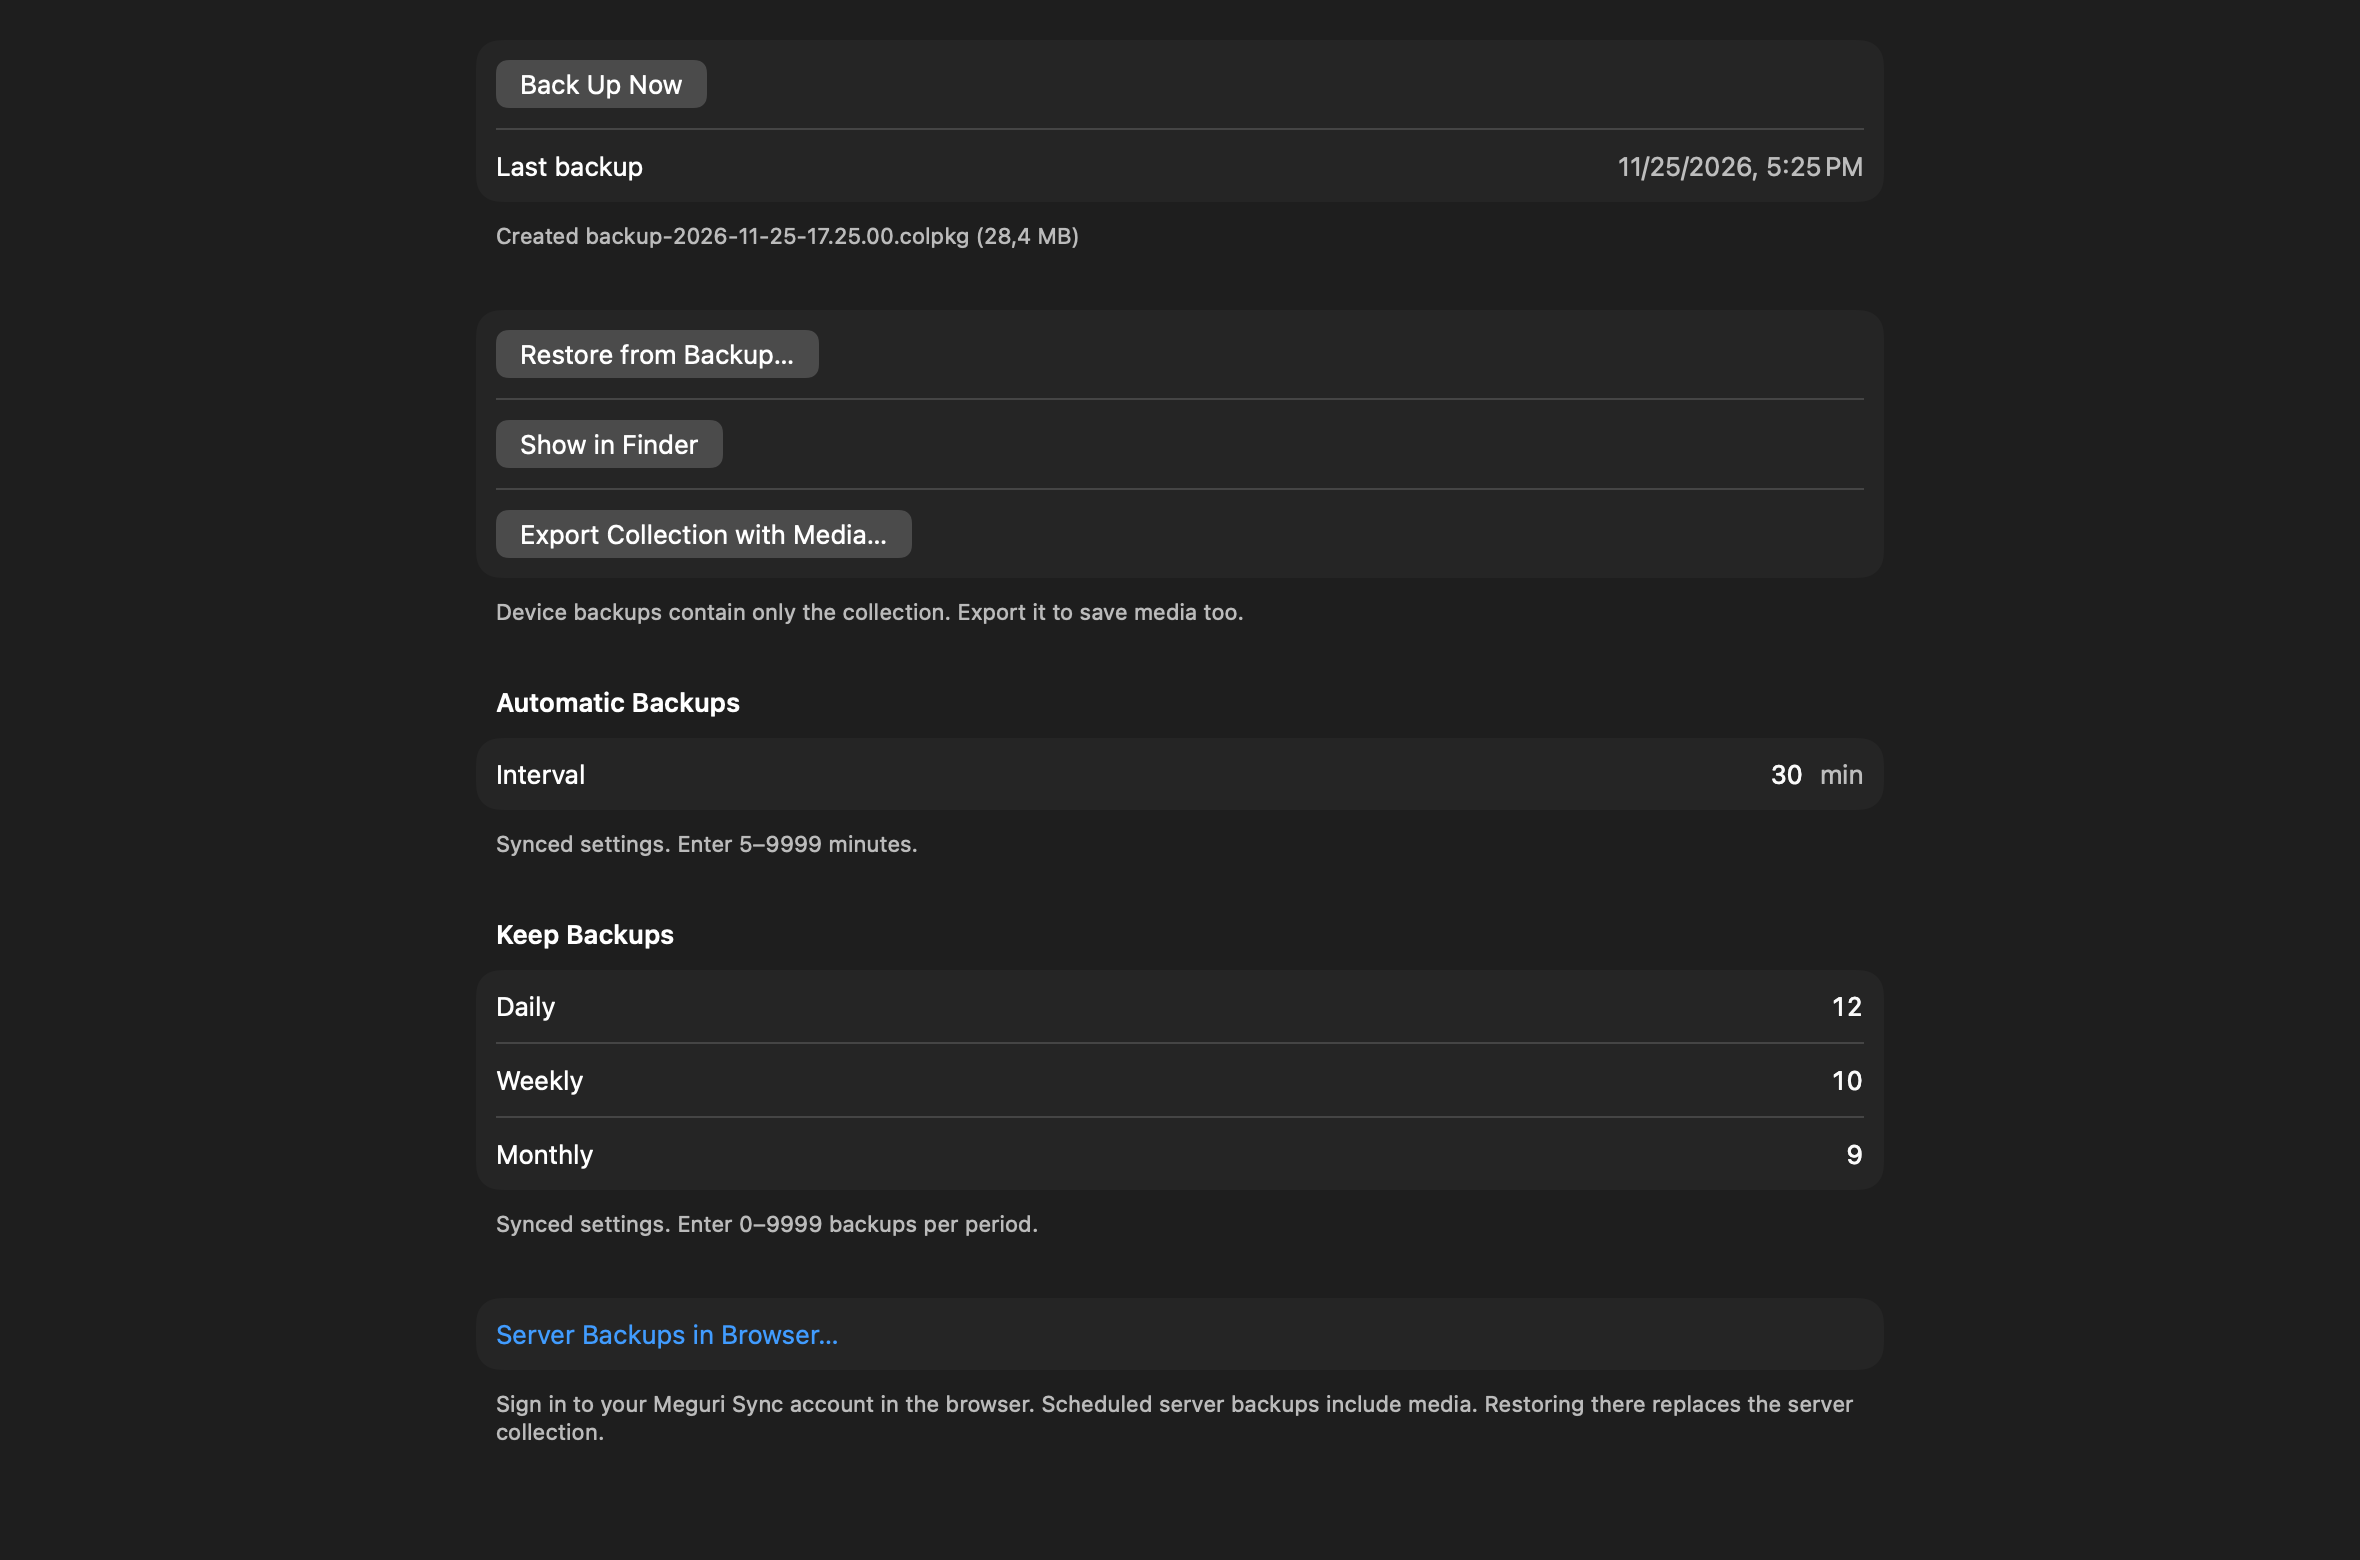 Back Up Now
Last backup
11/25/2026, 5:25 PM
Created backup-2026-11-25-17.25.00.colpkg (28,4 MB)
Restore from Backup...
Show in Finder
Export Collection with Media...
Device backups contain only the collection. Export it to save media too.
Automatic Backups
Interval
30 min
Synced settings. Enter 5–9999 minutes.
Keep Backups
Daily
12
Weekly
10
Monthly
9
Synced settings. Enter 0–9999 backups per period.
Server Backups in Browser...
Sign in to your Meguri Sync account in the browser. Scheduled server backups include media. Restoring there replaces the server
collection.